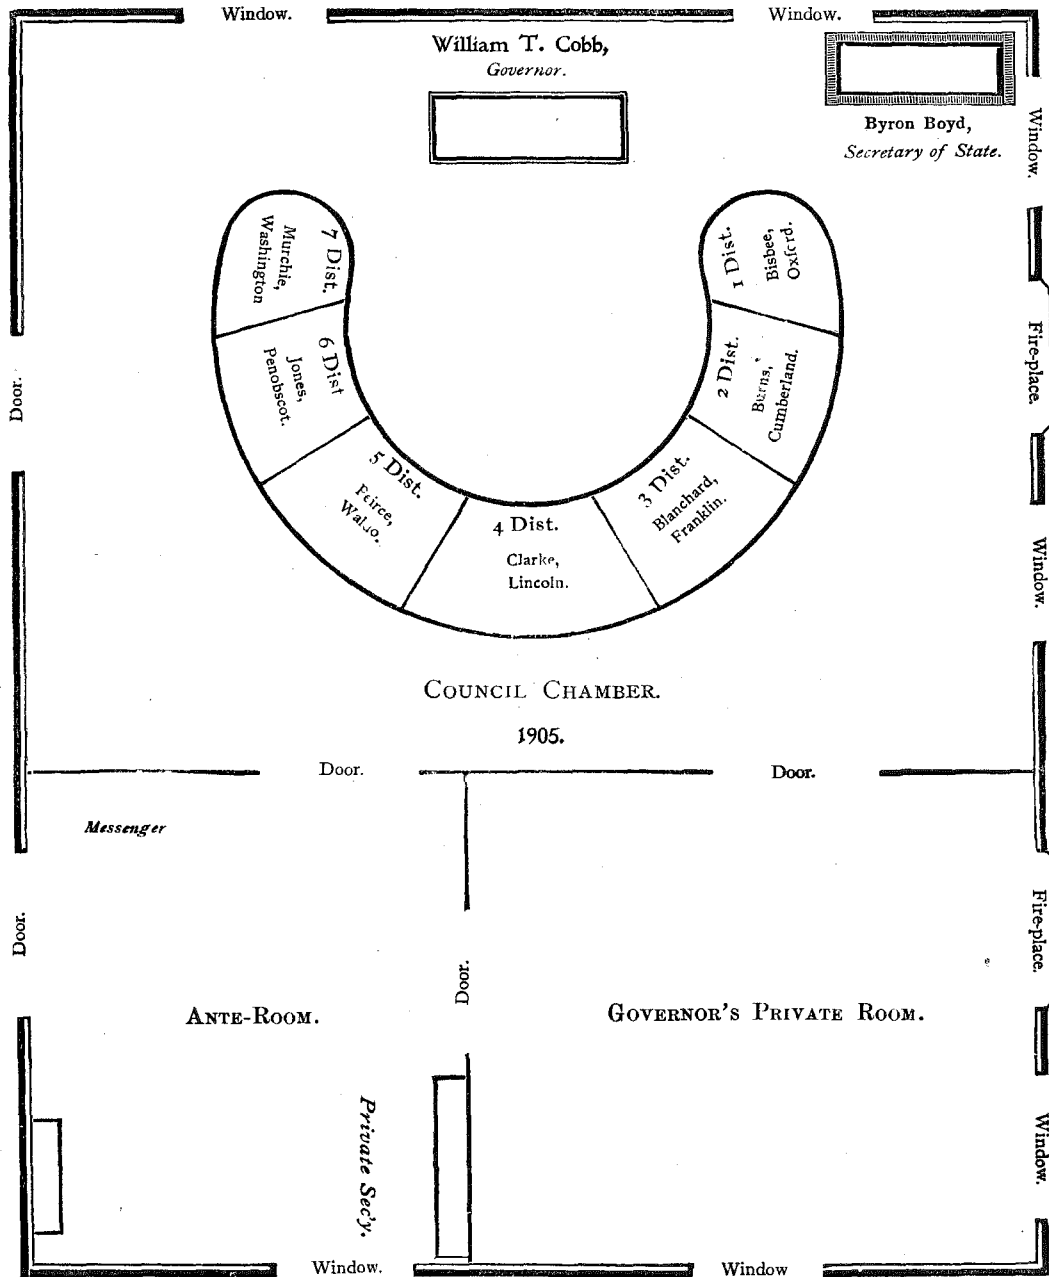 Window.
Window.
William T. Cobb,
Governor.
Byron Boyd,
Secretary of State.
Window.
7 Dist.
Murchie,
Washington
1 Dist.
Bisbee,
Oxford.
6 Dist
Jones,
Penobscot.
2 Dist.
Burns,
Cumberland.
Door.
Fire-place.
5 Dist.
Peirce,
Waldo.
3 Dist.
Blanchard,
Franklin.
4 Dist.
Clarke,
Lincoln.
Window.
COUNCIL CHAMBER.
1905.
Door.
Door.
Messenger
Door.
Door.
Fire-place.
ANTE-ROOM.
GOVERNOR'S PRIVATE ROOM.
Private Sec'y.
Window.
Window.
Window